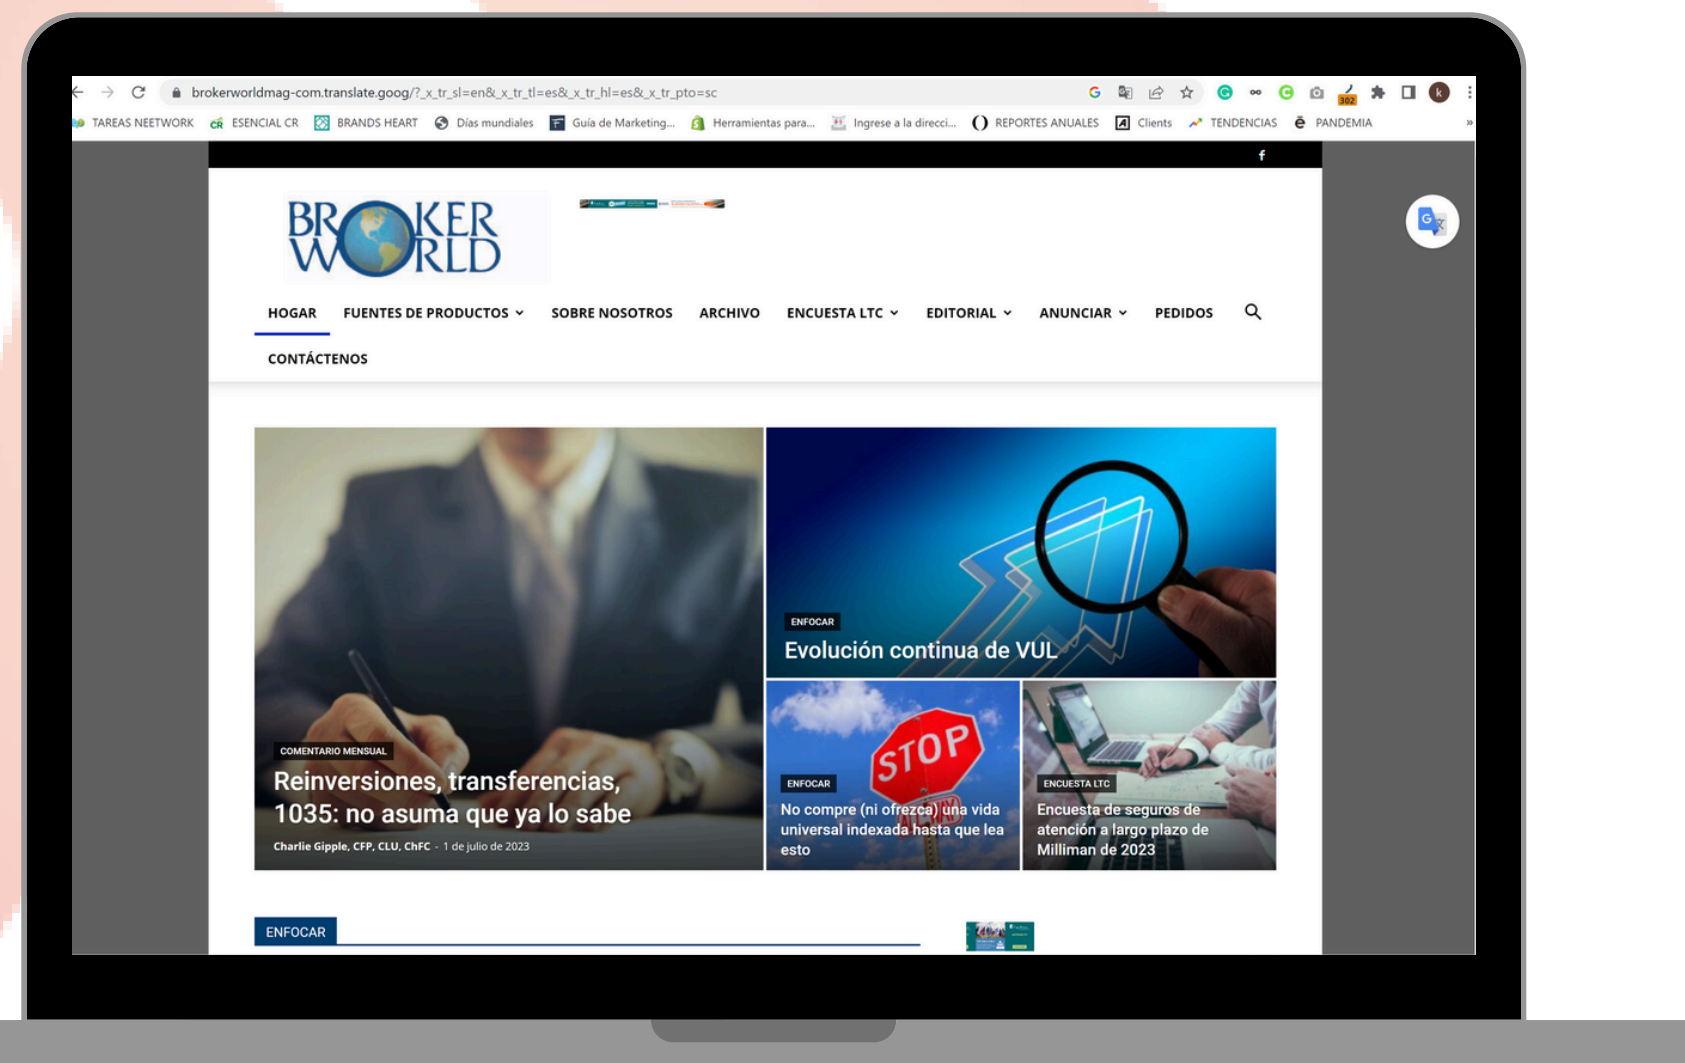 brokerworldmag-com.translate.goog/?_x_tr_sl=en&_x_tr_tl=es&_x_tr_hl=es&_x_tr_pto=sc
302
k
TAREAS NEETWORK
CR ESENCIAL CR
BRANDS HEART
Días mundiales
Guía de Marketing...
Herramientas para...
Ingrese a la direcci...
REPORTES ANUALES
Clients
TENDENCIAS
PANDEMIA
»
f
BROKER
WORLD
HOGAR
FUENTES DE PRODUCTOS
SOBRE NOSOTROS
ARCHIVO
ENCUESTA LTC
EDITORIAL
ANUNCIAR
PEDIDOS
CONTÁCTENOS
COMENTARIO MENSUAL
Reinversiones, transferencias,
1035: no asuma que ya lo sabe
Charlie Gipple, CFP, CLU, ChFC - 1 de julio de 2023
ENFOCAR
Evolución continua de VUL
STOP
ALL WAY
ENFOCAR
No compre (ni ofrezca) una vida
universal indexada hasta que lea
esto
ENCUESTA LTC
Encuesta de seguros de
atención a largo plazo de
Milliman de 2023
ENFOCAR